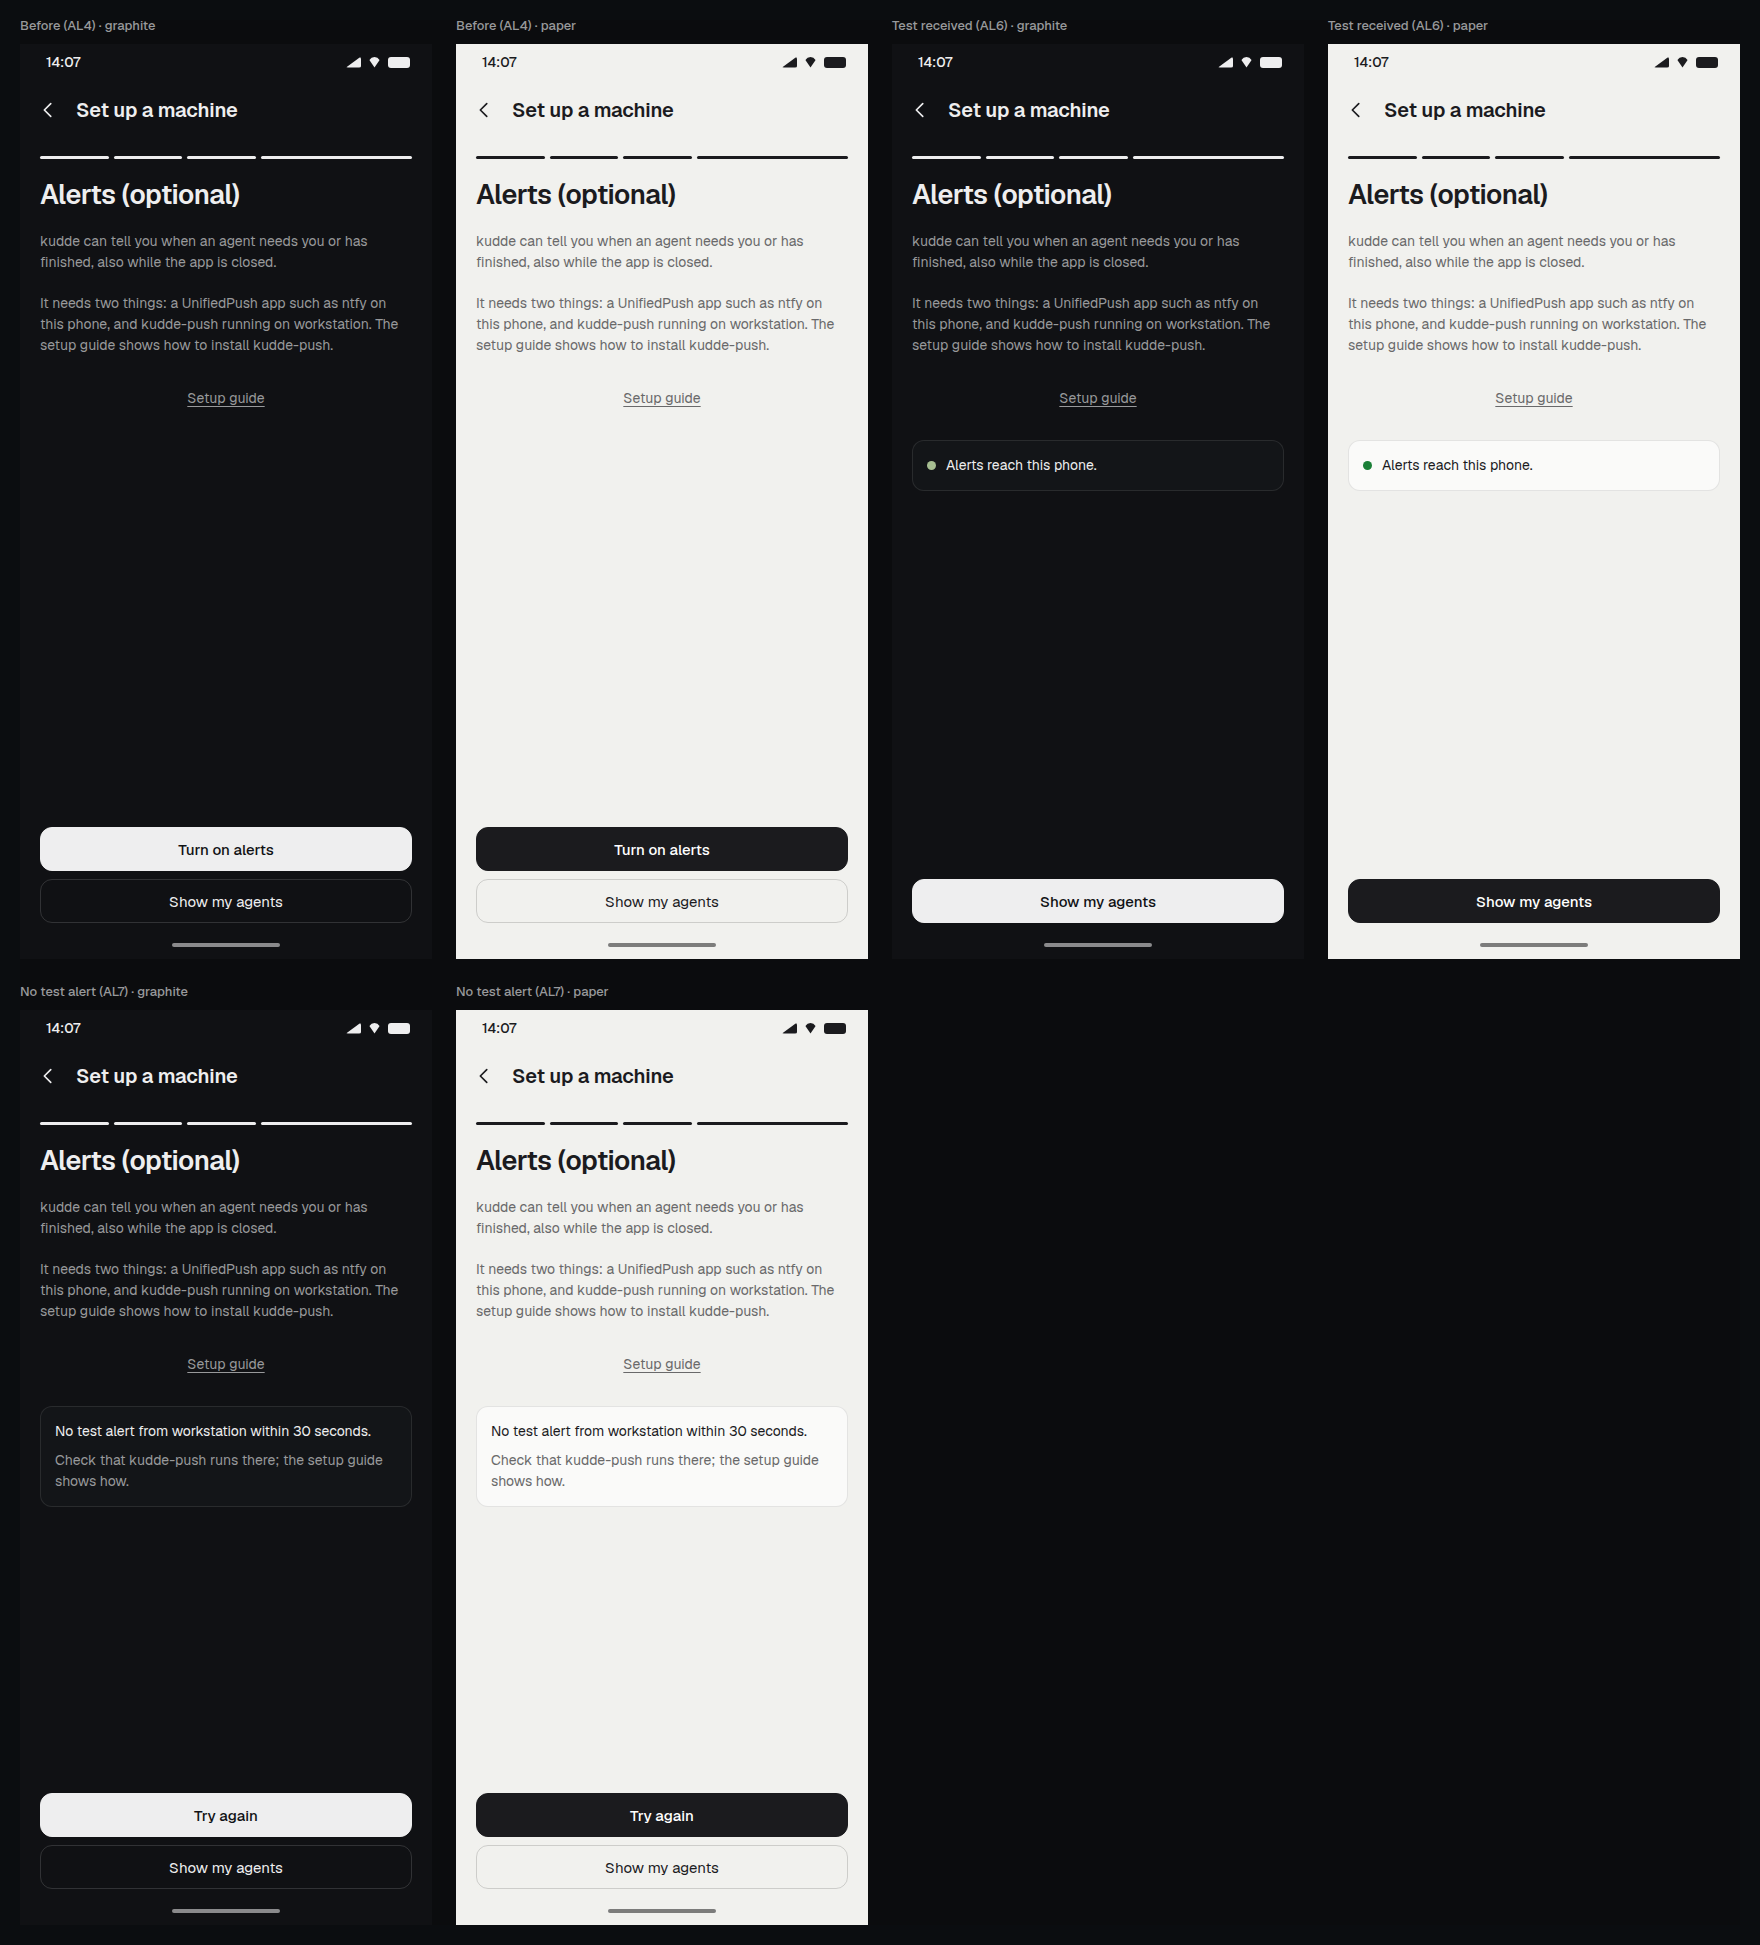 Before (AL4) · graphite
14:07
Set up a machine
Alerts (optional)
kudde can tell you when an agent needs you or has
finished, also while the app is closed.
It needs two things: a UnifiedPush app such as ntfy on
this phone, and kudde-push running on workstation. The
setup guide shows how to install kudde-push.
Setup guide
Turn on alerts
Show my agents
Before (AL4) · paper
14:07
Set up a machine
Alerts (optional)
kudde can tell you when an agent needs you or has
finished, also while the app is closed.
It needs two things: a UnifiedPush app such as ntfy on
this phone, and kudde-push running on workstation. The
setup guide shows how to install kudde-push.
Setup guide
Turn on alerts
Show my agents
Test received (AL6) · graphite
14:07
Set up a machine
Alerts (optional)
kudde can tell you when an agent needs you or has
finished, also while the app is closed.
It needs two things: a UnifiedPush app such as ntfy on
this phone, and kudde-push running on workstation. The
setup guide shows how to install kudde-push.
Setup guide
Alerts reach this phone.
Show my agents
Test received (AL6) · paper
14:07
Set up a machine
Alerts (optional)
kudde can tell you when an agent needs you or has
finished, also while the app is closed.
It needs two things: a UnifiedPush app such as ntfy on
this phone, and kudde-push running on workstation. The
setup guide shows how to install kudde-push.
Setup guide
Alerts reach this phone.
Show my agents
No test alert (AL7) · graphite
14:07
Set up a machine
Alerts (optional)
kudde can tell you when an agent needs you or has
finished, also while the app is closed.
It needs two things: a UnifiedPush app such as ntfy on
this phone, and kudde-push running on workstation. The
setup guide shows how to install kudde-push.
Setup guide
No test alert from workstation within 30 seconds.
Check that kudde-push runs there; the setup guide
shows how.
Try again
Show my agents
No test alert (AL7) · paper
14:07
Set up a machine
Alerts (optional)
kudde can tell you when an agent needs you or has
finished, also while the app is closed.
It needs two things: a UnifiedPush app such as ntfy on
this phone, and kudde-push running on workstation. The
setup guide shows how to install kudde-push.
Setup guide
No test alert from workstation within 30 seconds.
Check that kudde-push runs there; the setup guide
shows how.
Try again
Show my agents